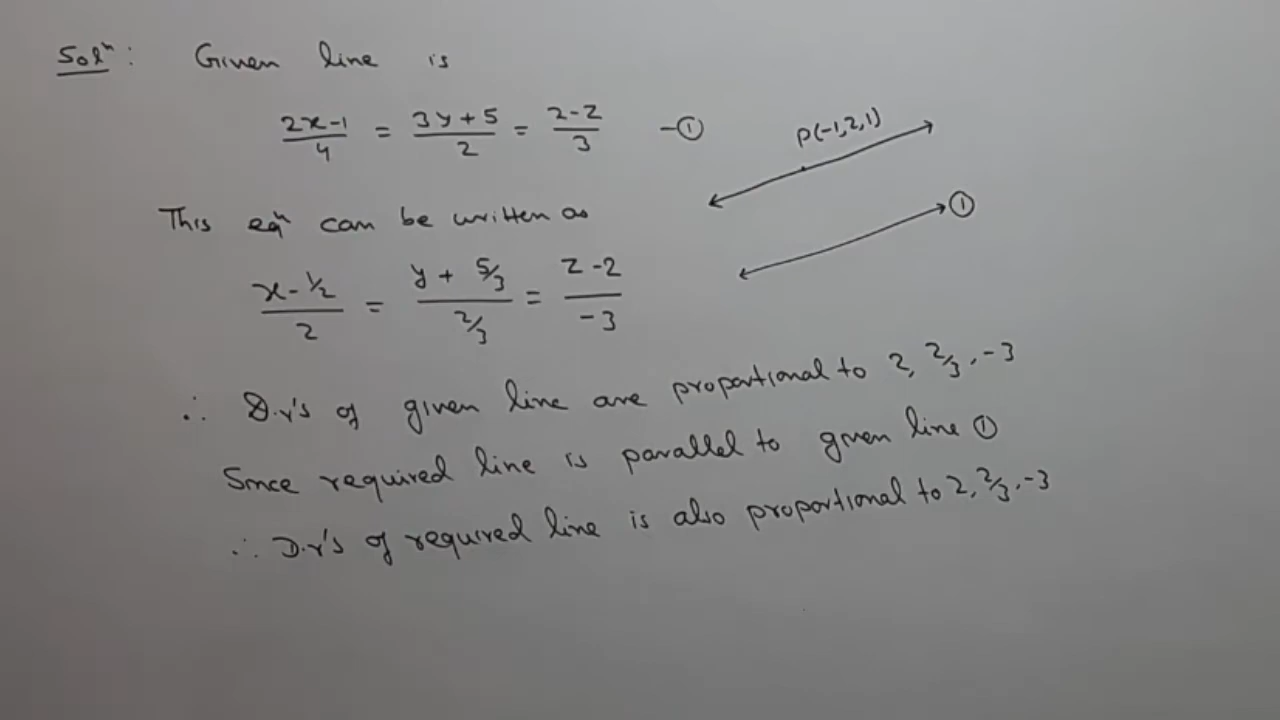 Solⁿ: Given line is
(2x-1)/4 = (3y+5)/2 = (2-z)/3 —①
P(-1,2,1)
①
This eqⁿ can be written as
(x-1/2)/2 = (y+5/3)/(2/3) = (z-2)/-3
∴ D.r's of given line are proportional to 2, 2/3, -3
Since required line is parallel to given line ①
∴ D.r's of required line is also proportional to 2, 2/3, -3